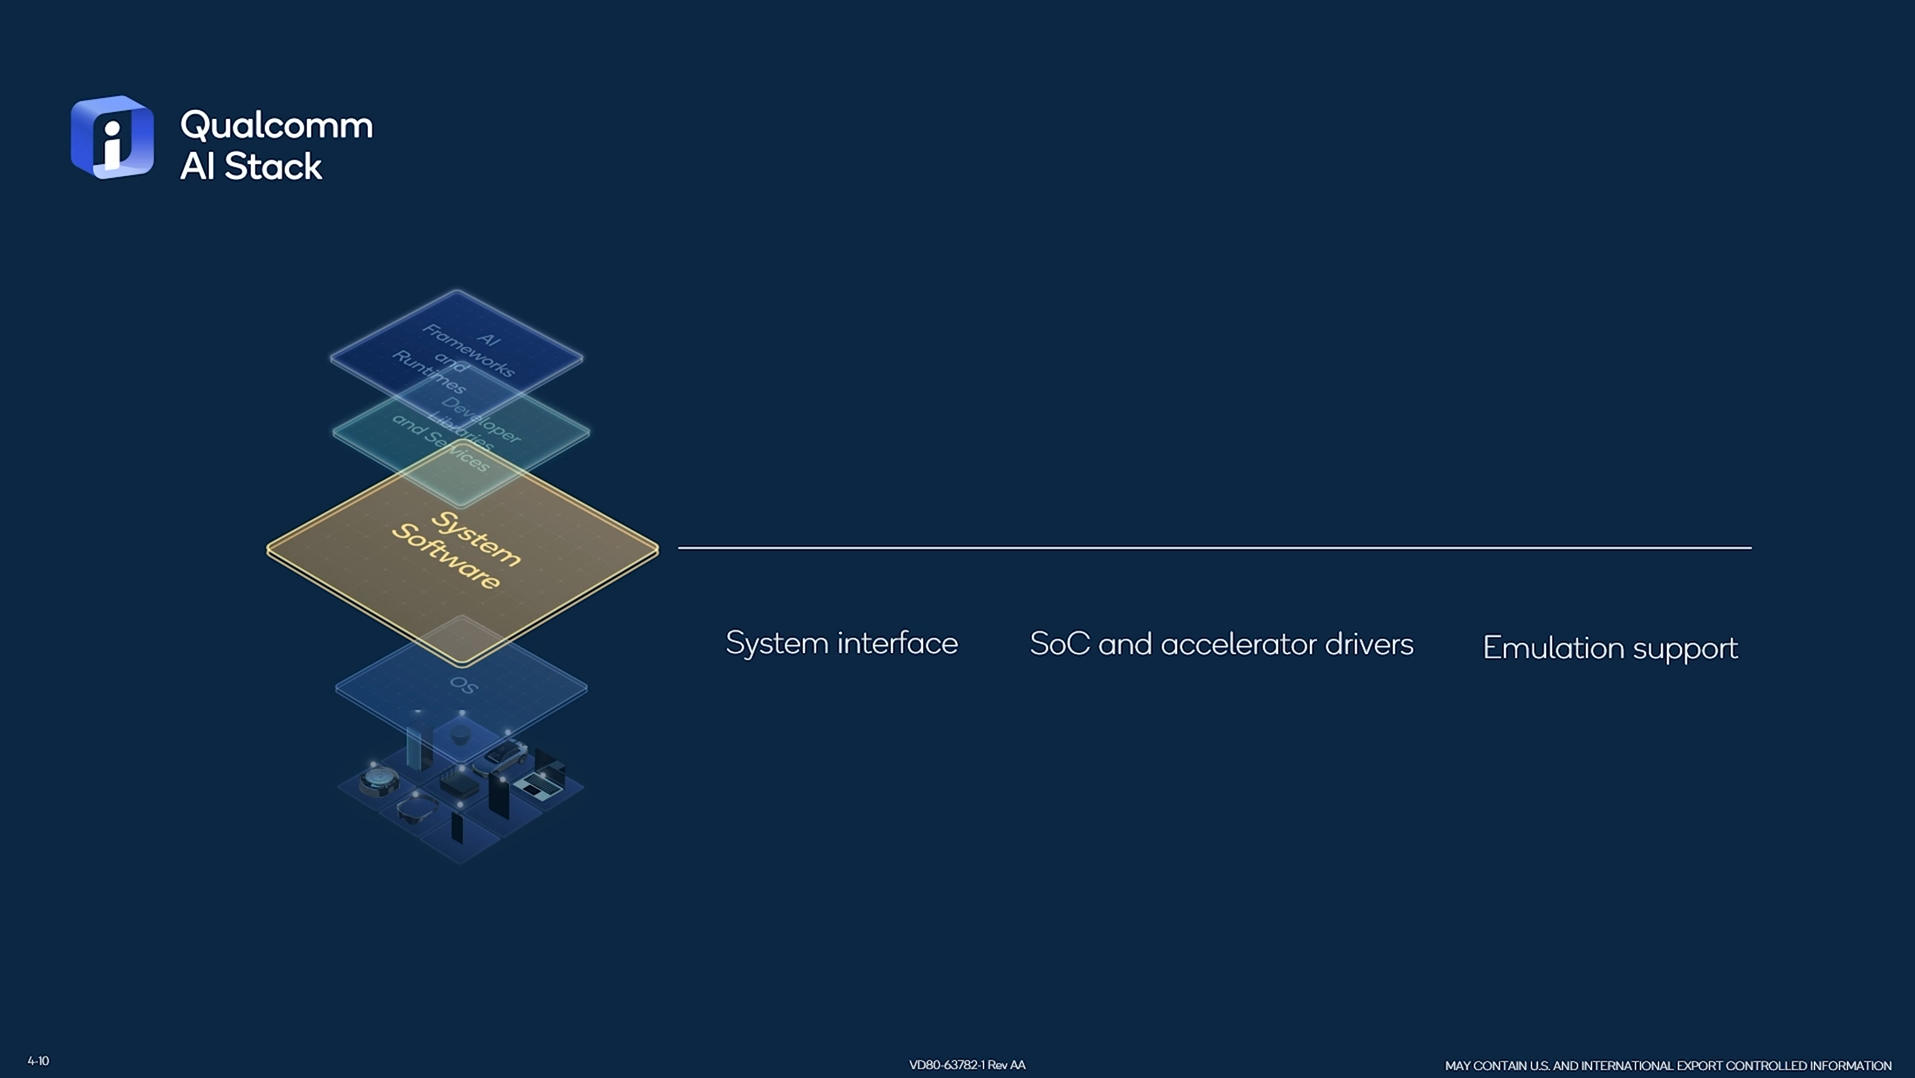 Qualcomm
AI Stack
AI
Frameworks
and
Runtimes
Developer
Libraries
and Services
System
Software
OS
System interface
SoC and accelerator drivers
Emulation support
4-10
VD80-63782-1 Rev AA
MAY CONTAIN U.S. AND INTERNATIONAL EXPORT CONTROLLED INFORMATION